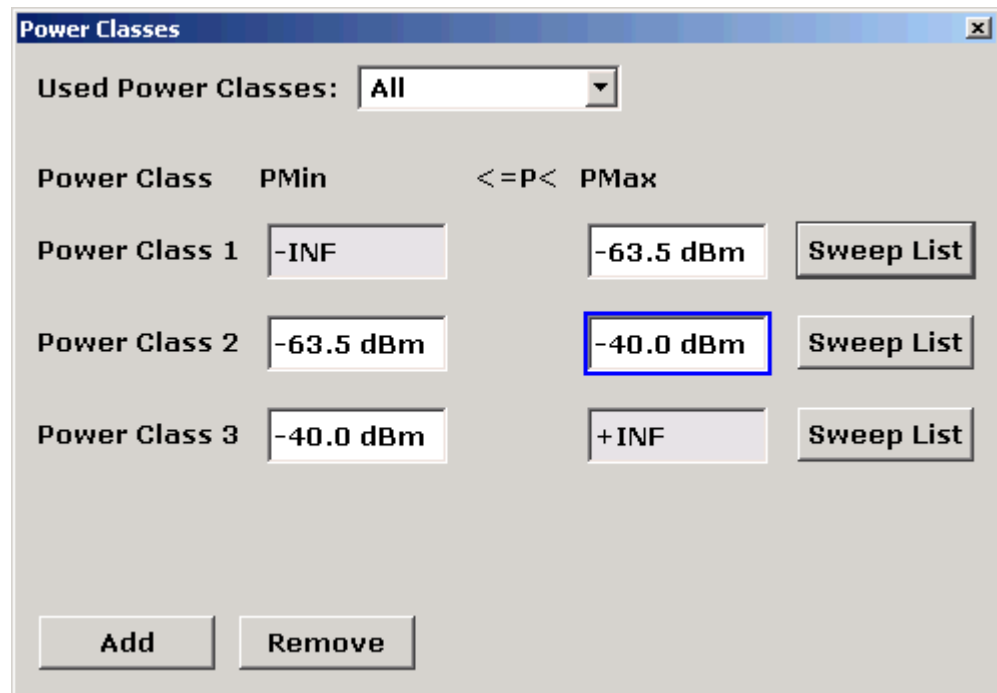 Power Classes
Used Power Classes: All
Power Class PMin <=P< PMax
Power Class 1 -INF -63.5 dBm Sweep List
Power Class 2 -63.5 dBm -40.0 dBm Sweep List
Power Class 3 -40.0 dBm +INF Sweep List
Add Remove